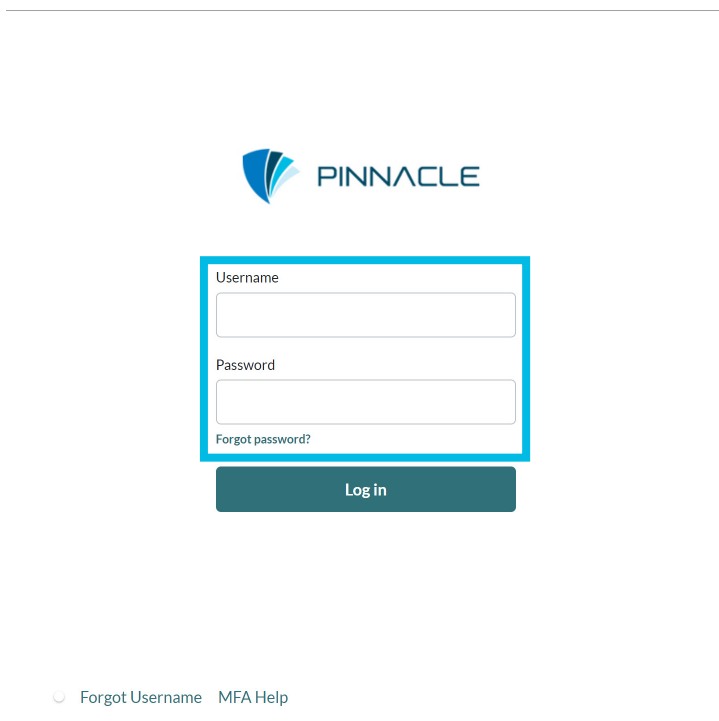 PINNACLE
Username
Password
Forgot password?
Log in
Forgot Username MFA Help